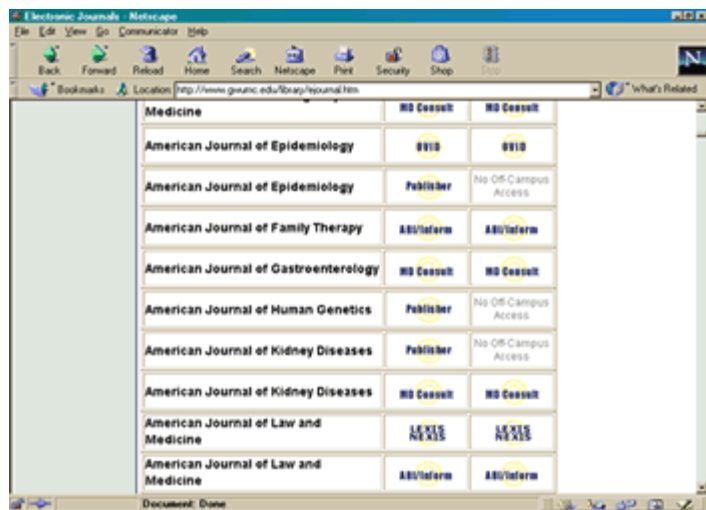 Electronic Journals - Netscape
File Edit View Go Communicator Help
Back Forward Reload Home Search Netscape Print Security Shop Stop
Bookmarks Location: http://www.gwumc.edu/library/ejournal.htm What's Related
Medicine MD Consult MD Consult
American Journal of Epidemiology OVID OVID
American Journal of Epidemiology Publisher No Off-Campus
Access
American Journal of Family Therapy ABI/Inform ABI/Inform
American Journal of Gastroenterology MD Consult MD Consult
American Journal of Human Genetics Publisher No Off-Campus
Access
American Journal of Kidney Diseases Publisher No Off-Campus
Access
American Journal of Kidney Diseases MD Consult MD Consult
American Journal of Law and
Medicine LEXIS NEXIS LEXIS NEXIS
American Journal of Law and
Medicine ABI/Inform ABI/Inform
Document: Done